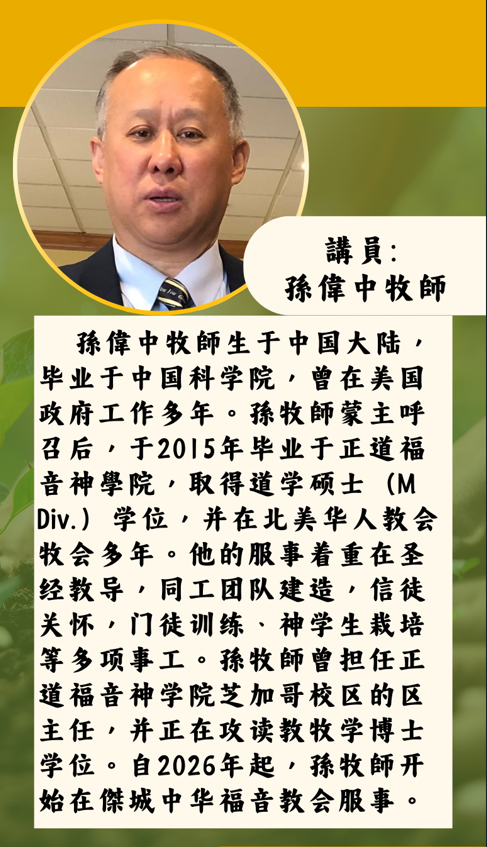 講員:
孫偉中牧師
孫偉中牧師生于中国大陆，
毕业于中国科学院，曾在美国
政府工作多年。孫牧師蒙主呼
召后，于2015年毕业于正道福
音神學院，取得道学硕士（M
Div.）学位，并在北美华人教会
牧会多年。他的服事着重在圣
经教导，同工团队建造，信徒
关怀，门徒训练、神学生栽培
等多项事工。孫牧師曾担任正
道福音神学院芝加哥校区的区
主任，并正在攻读教牧学博士
学位。自2026年起，孫牧師开
始在傑城中华福音教会服事。